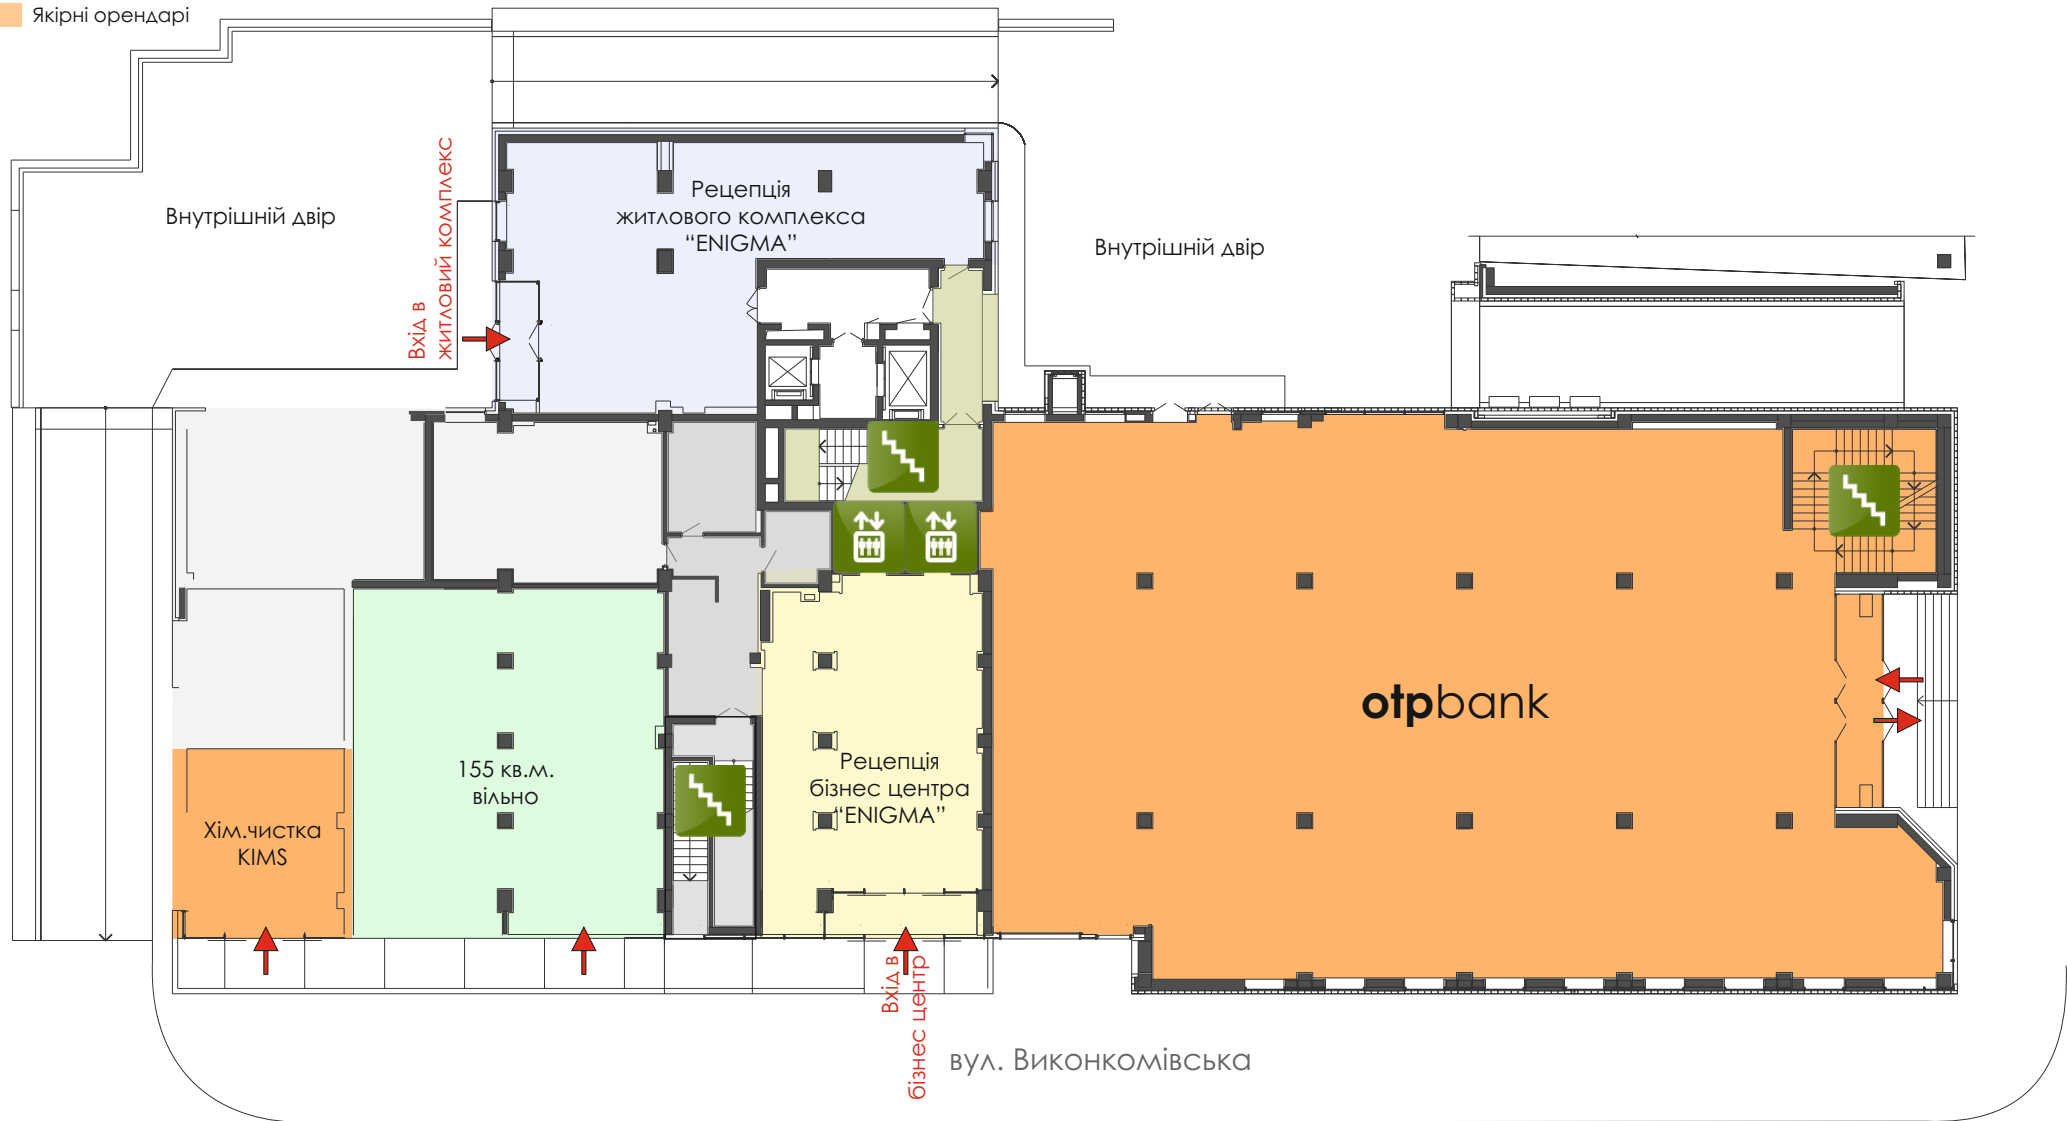 Якірні орендарі
Внутрішній двір
Вхід в
житловий комплекс
Рецепція
житлового комплекса
“ENIGMA”
Внутрішній двір
155 кв.м.
вільно
Хім.чистка
KIMS
Рецепція
бізнес центра
“ENIGMA”
otpbank
Вхід в
бізнес центр
вул. Виконкомівська